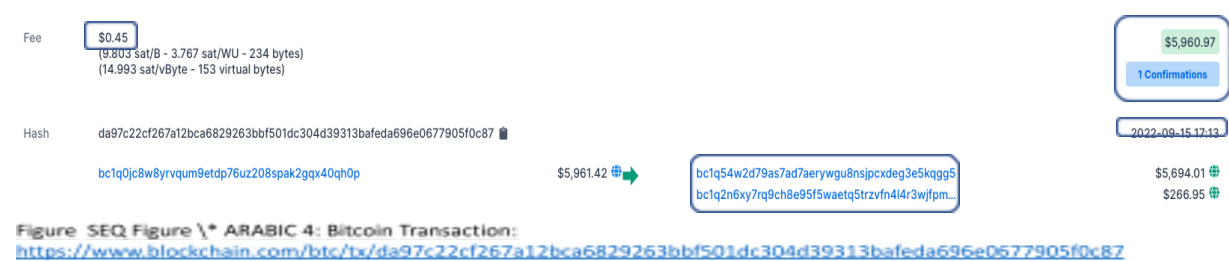 Fee $0.45 $5,960.97
(9.803 sat/B - 3.767 sat/WU - 234 bytes)
(14.993 sat/vByte - 153 virtual bytes) 1 Confirmations
Hash da97c22cf267a12bca6829263bbf501dc304d39313bafeda696e0677905f0c87 2022-09-15 17:13
bc1q0jc8w8yrvqum9etdp76uz208spak2gqx40qh0p $5,961.42 bc1q54w2d79as7ad7aerywgu8nsjpcxdeg3e5kqgg5 $5,694.01
bc1q2n6xy7rq9ch8e95f5waetq5trzvfn4l4r3wjfpm... $266.95
Figure SEQ Figure \* ARABIC 4: Bitcoin Transaction:
https://www.blockchain.com/btc/tx/da97c22cf267a12bca6829263bbf501dc304d39313bafeda696e0677905f0c87